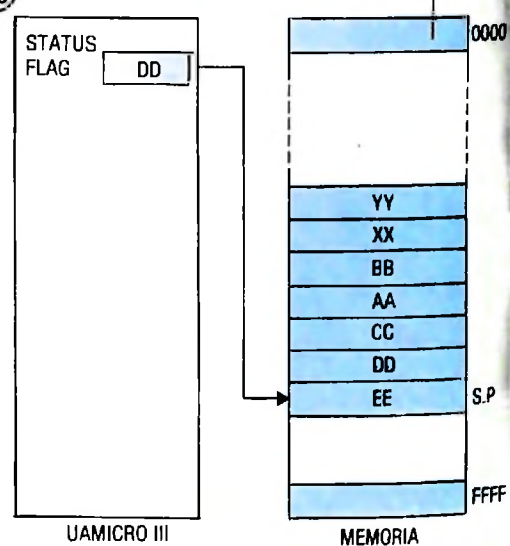 0000
STATUS
FLAG DD
YY
XX
BB
AA
CC
DD
EE S.P
FFFF
UAMICRO III MEMORIA